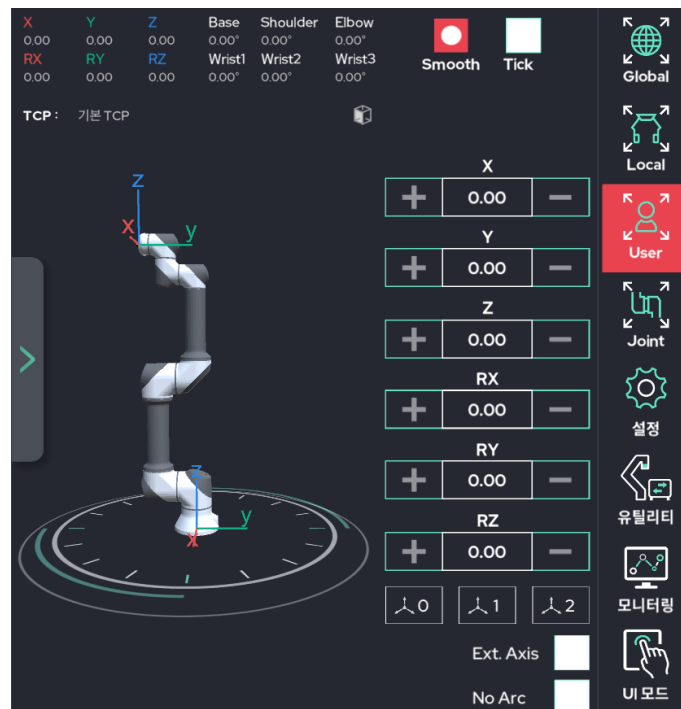 X Y Z Base Shoulder Elbow
0.00 0.00 0.00 0.00° 0.00° 0.00°
RX RY RZ Wrist1 Wrist2 Wrist3
0.00 0.00 0.00 0.00° 0.00° 0.00°
Smooth Tick
TCP : 기본 TCP
Z
X y
Z
y
X
X
0.00
Y
0.00
Z
0.00
RX
0.00
RY
0.00
RZ
0.00
0 1 2
Ext. Axis
No Arc
Global
Local
User
Joint
설정
유틸리티
모니터링
UI 모드